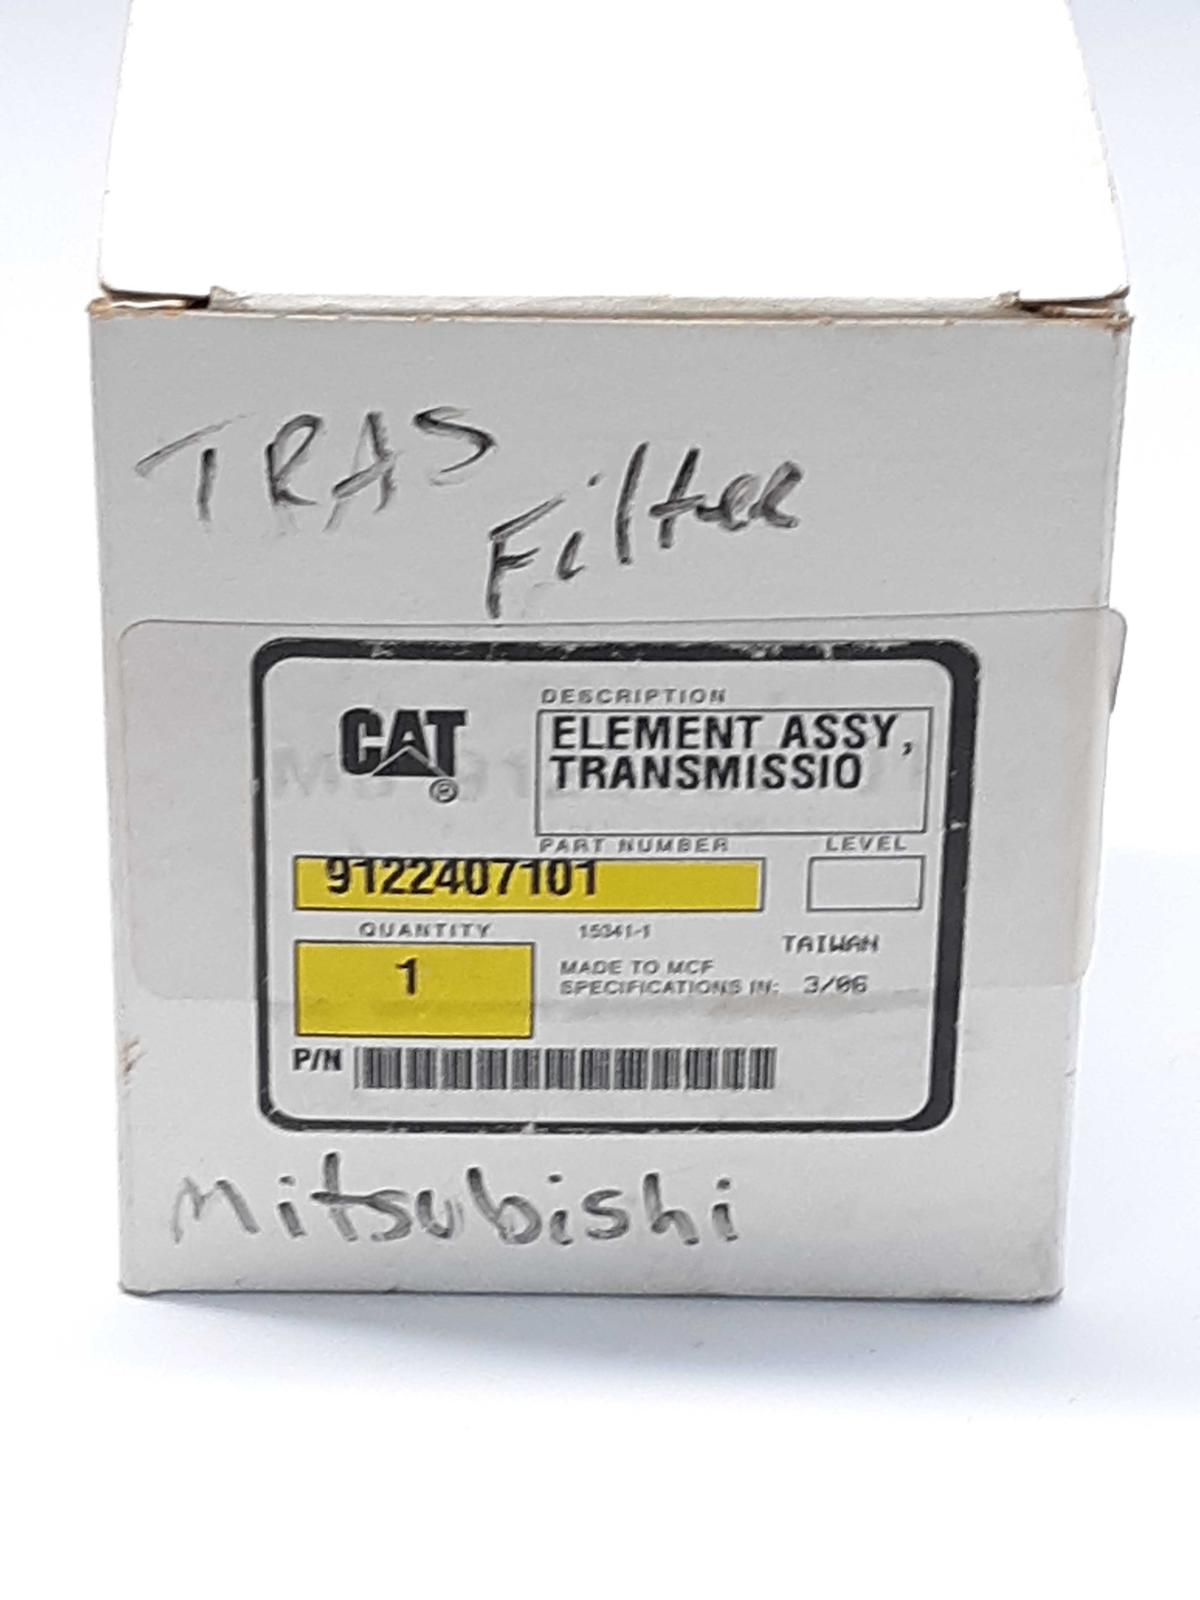 TRAS
Filter
CAT
®
DESCRIPTION
ELEMENT ASSY,
TRANSMISSIO
PART NUMBER
LEVEL
9122407101
QUANTITY
15341-1
TAIWAN
1
MADE TO MCF
SPECIFICATIONS IN: 3/06
P/N
Mitsubishi